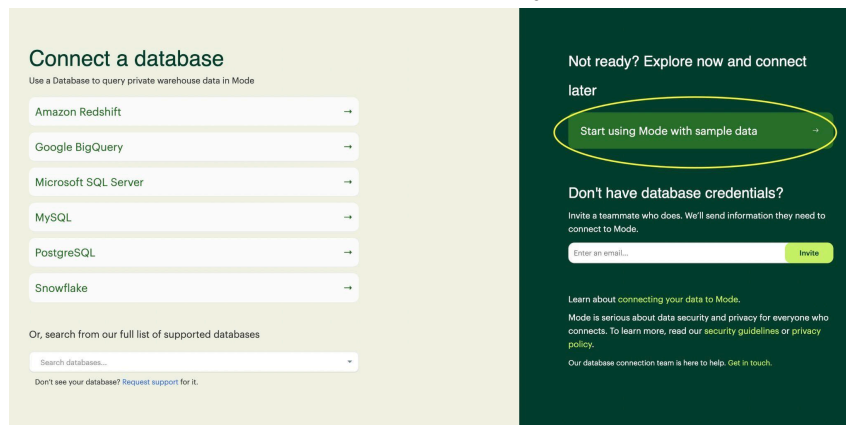 Connect a database
Use a Database to query private warehouse data in Mode
Amazon Redshift →
Google BigQuery →
Microsoft SQL Server →
MySQL →
PostgreSQL →
Snowflake →
Or, search from our full list of supported databases
Search databases...
Don't see your database? Request support for it.
Not ready? Explore now and connect
later
Start using Mode with sample data →
Don't have database credentials?
Invite a teammate who does. We'll send information they need to
connect to Mode.
Enter an email... Invite
Learn about connecting your data to Mode.
Mode is serious about data security and privacy for everyone who
connects. To learn more, read our security guidelines or privacy
policy.
Our database connection team is here to help. Get in touch.